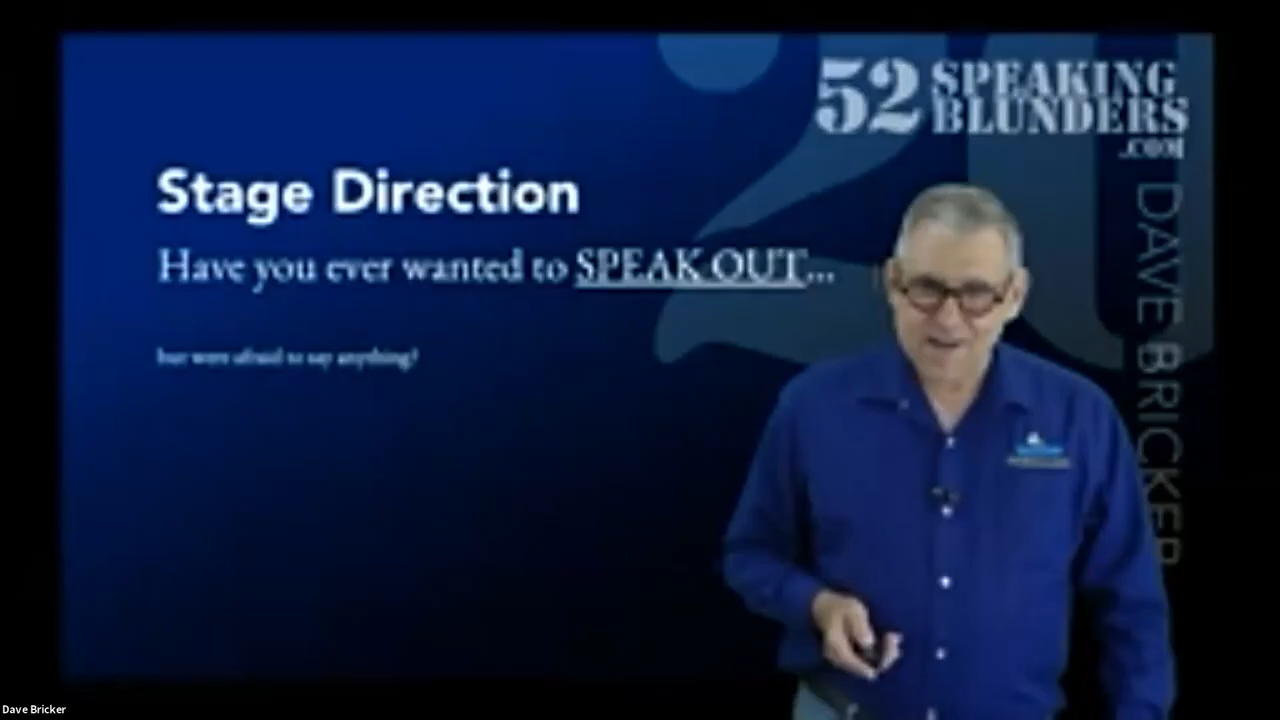 52 SPEAKING
BLUNDERS
.COM
Stage Direction
Have you ever wanted to SPEAK OUT...
but were afraid to say anything?
DAVE BRICKER
Dave Bricker